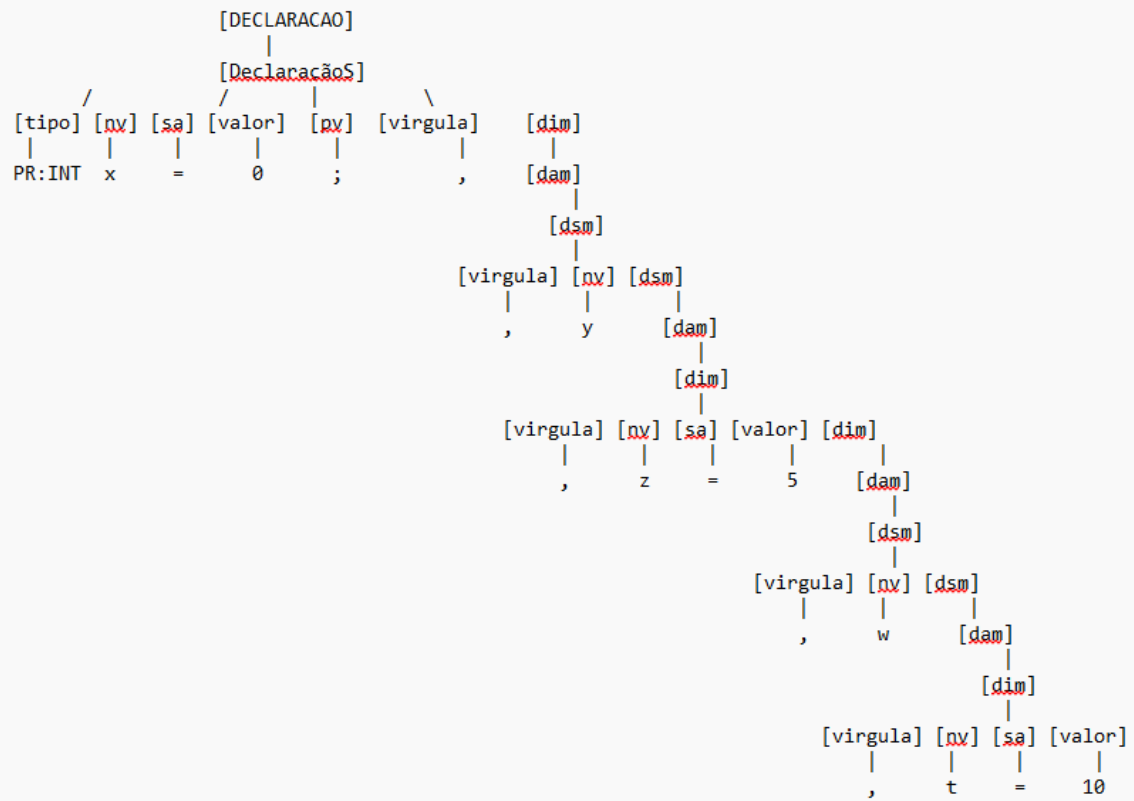 [DECLARACAO]
|
[DeclaraçãoS]
/ / | \
[tipo] [nv] [sa] [valor] [pv] [virgula] [dim]
| | | | | | |
PR:INT x = 0 ; , [dam]
|
[dsm]
|
[virgula] [nv] [dsm]
| | |
, y [dam]
|
[dim]
|
[virgula] [nv] [sa] [valor] [dim]
| | | | |
, z = 5 [dam]
|
[dsm]
|
[virgula] [nv] [dsm]
| | |
, w [dam]
|
[dim]
|
[virgula] [nv] [sa] [valor]
| | | |
, t = 10